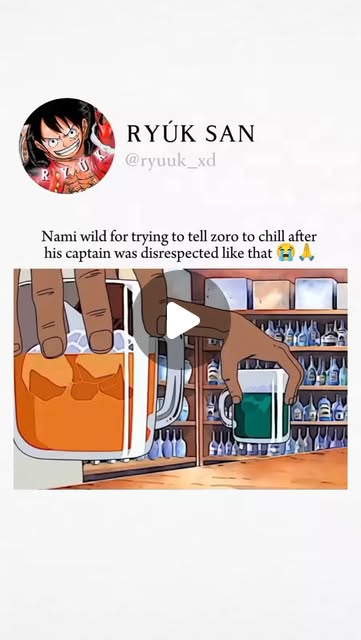 RYÚK SAN
@ryuuk_xd
RYÚK
Nami wild for trying to tell zoro to chill after
his captain was disrespected like that 😭🙏